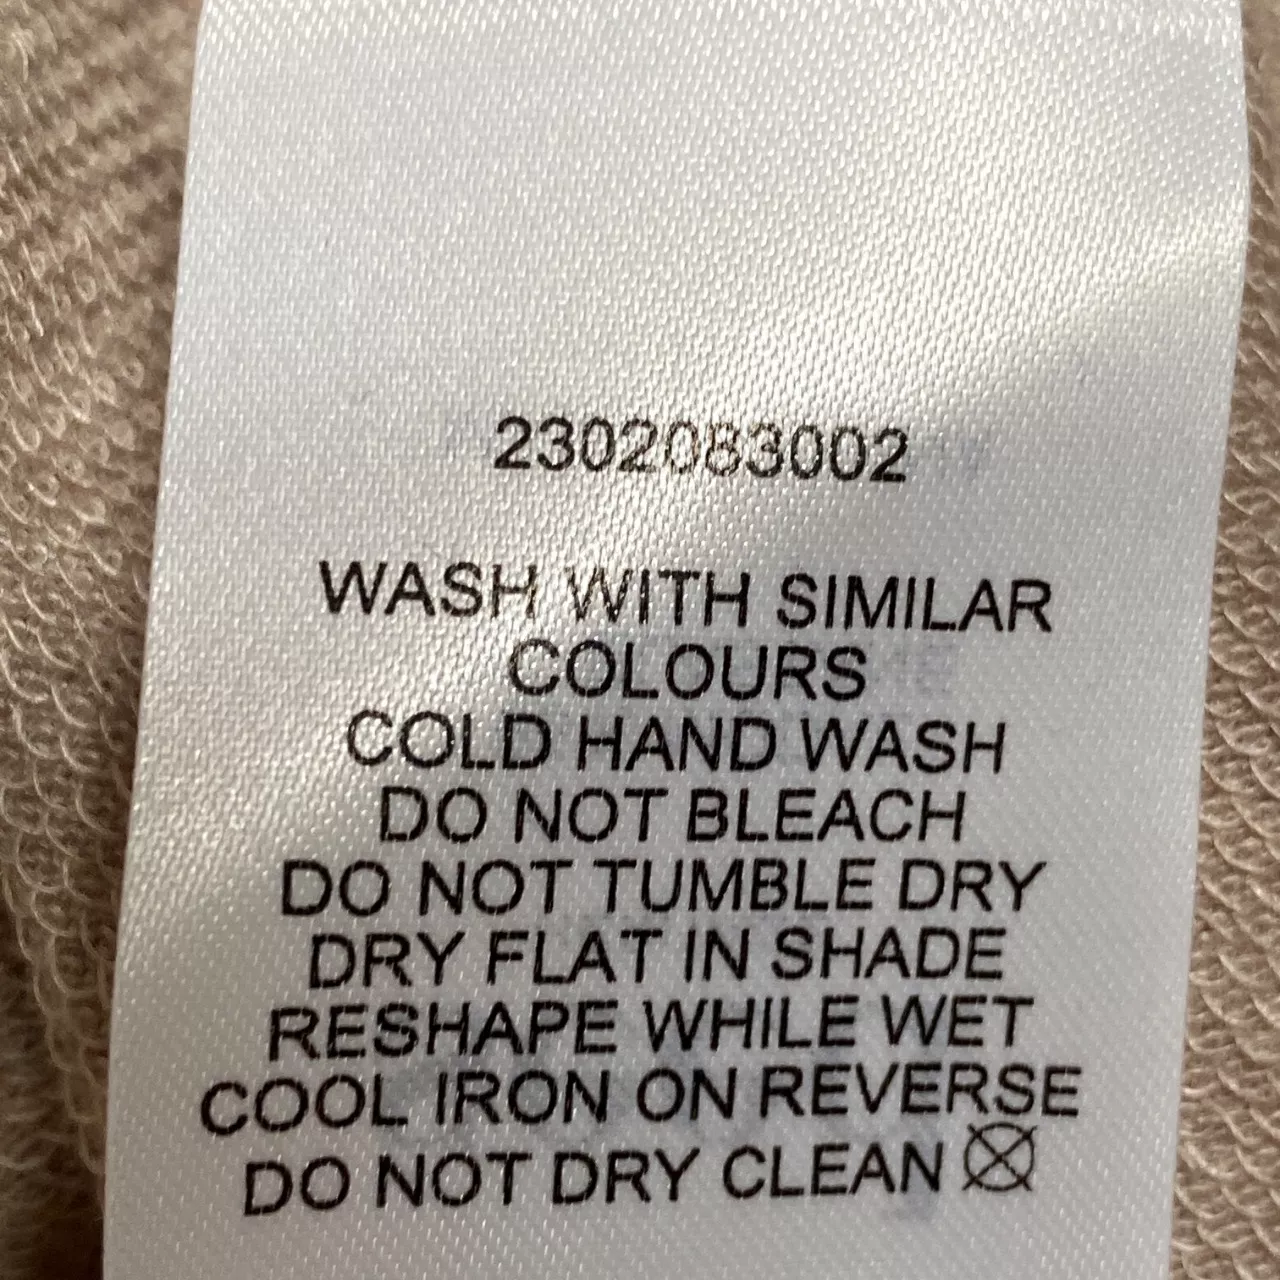 2302083002
WASH WITH SIMILAR
COLOURS
COLD HAND WASH
DO NOT BLEACH
DO NOT TUMBLE DRY
DRY FLAT IN SHADE
RESHAPE WHILE WET
COOL IRON ON REVERSE
DO NOT DRY CLEAN